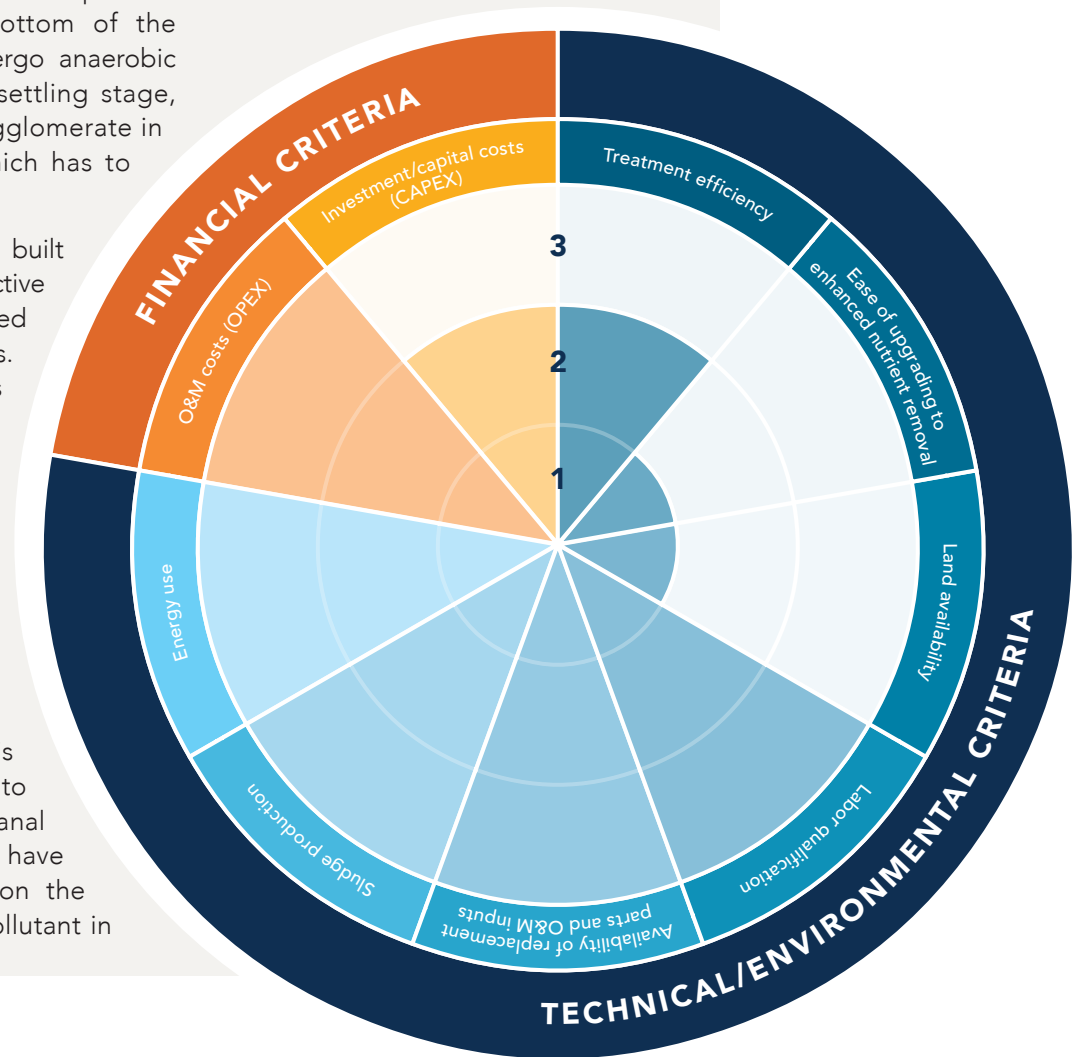 ottom of the
ergo anaerobic
settling stage,
gglomerate in
ich has to
built
ctive
ed
s.
s
s
to
anal
have
on the
ollutant in
FINANCIAL CRITERIA
Investment/capital costs
(CAPEX)
O&M costs (OPEX)
TECHNICAL/ENVIRONMENTAL CRITERIA
Treatment efficiency
Ease of upgrading to
enhanced nutrient removal
Land availability
Labor qualification
Availability of replacement
parts and O&M inputs
Sludge production
Energy use
3
2
1